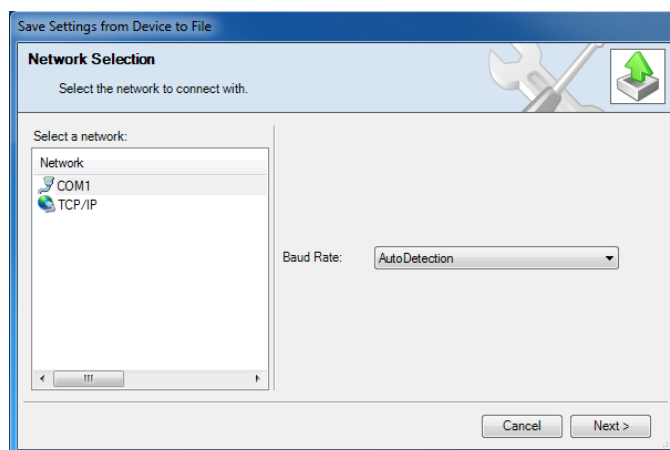 Save Settings from Device to File
Network Selection
Select the network to connect with.
Select a network:
Network
COM1
TCP/IP
Baud Rate:
AutoDetection
Cancel
Next >